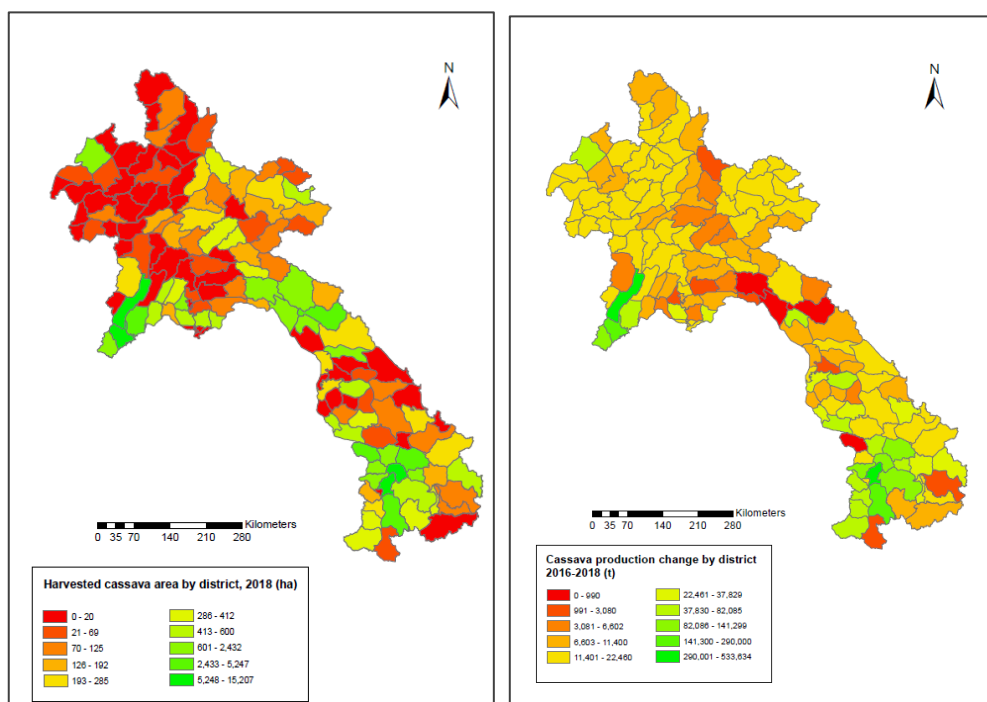 N
Kilometers
0 35 70 140 210 280
Harvested cassava area by district, 2018 (ha)
0 - 20
21 - 69
70 - 125
126 - 192
193 - 285
286 - 412
413 - 600
601 - 2,432
2,433 - 5,247
5,248 - 15,207
N
Kilometers
0 35 70 140 210 280
Cassava production change by district
2016-2018 (t)
0 - 990
991 - 3,080
3,081 - 6,602
6,603 - 11,400
11,401 - 22,460
22,461 - 37,829
37,830 - 82,085
82,086 - 141,299
141,300 - 290,000
290,001 - 533,634